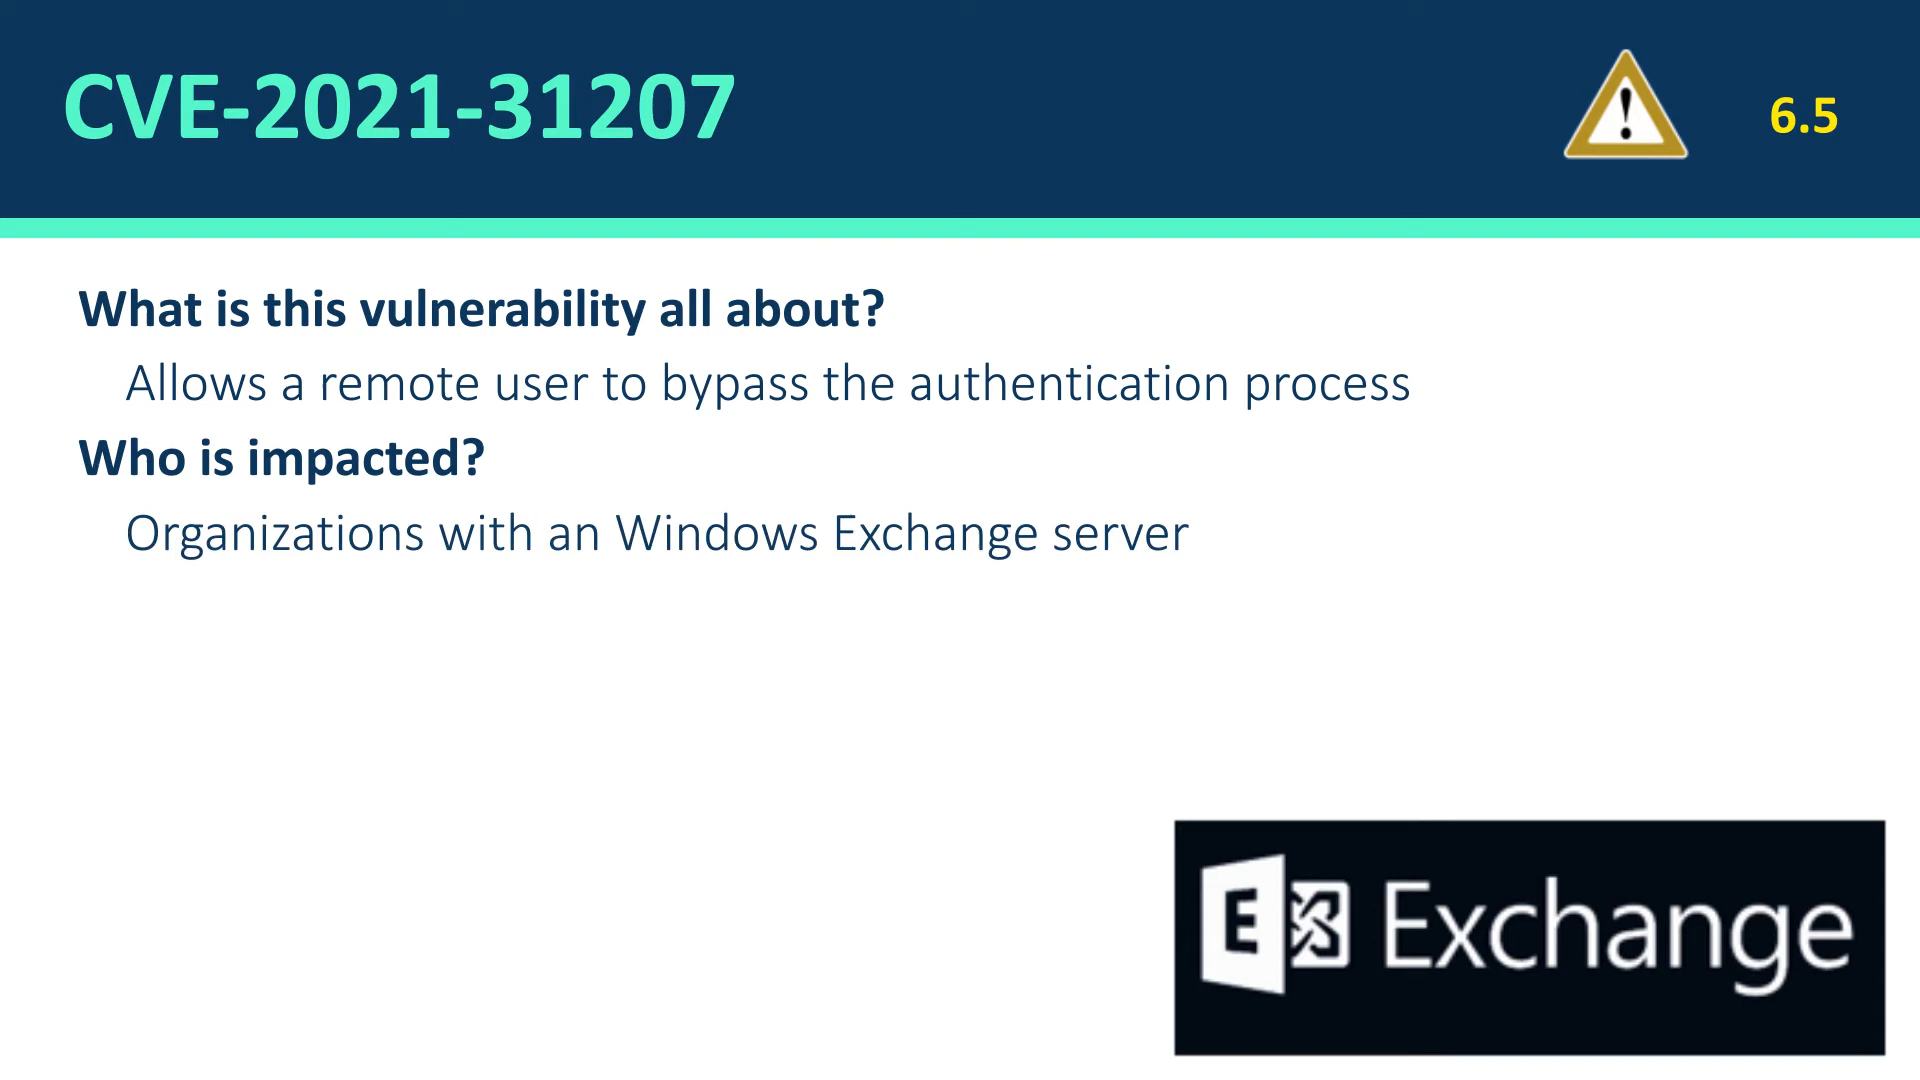 CVE-2021-31207
6.5
What is this vulnerability all about?
Allows a remote user to bypass the authentication process
Who is impacted?
Organizations with an Windows Exchange server
E Exchange